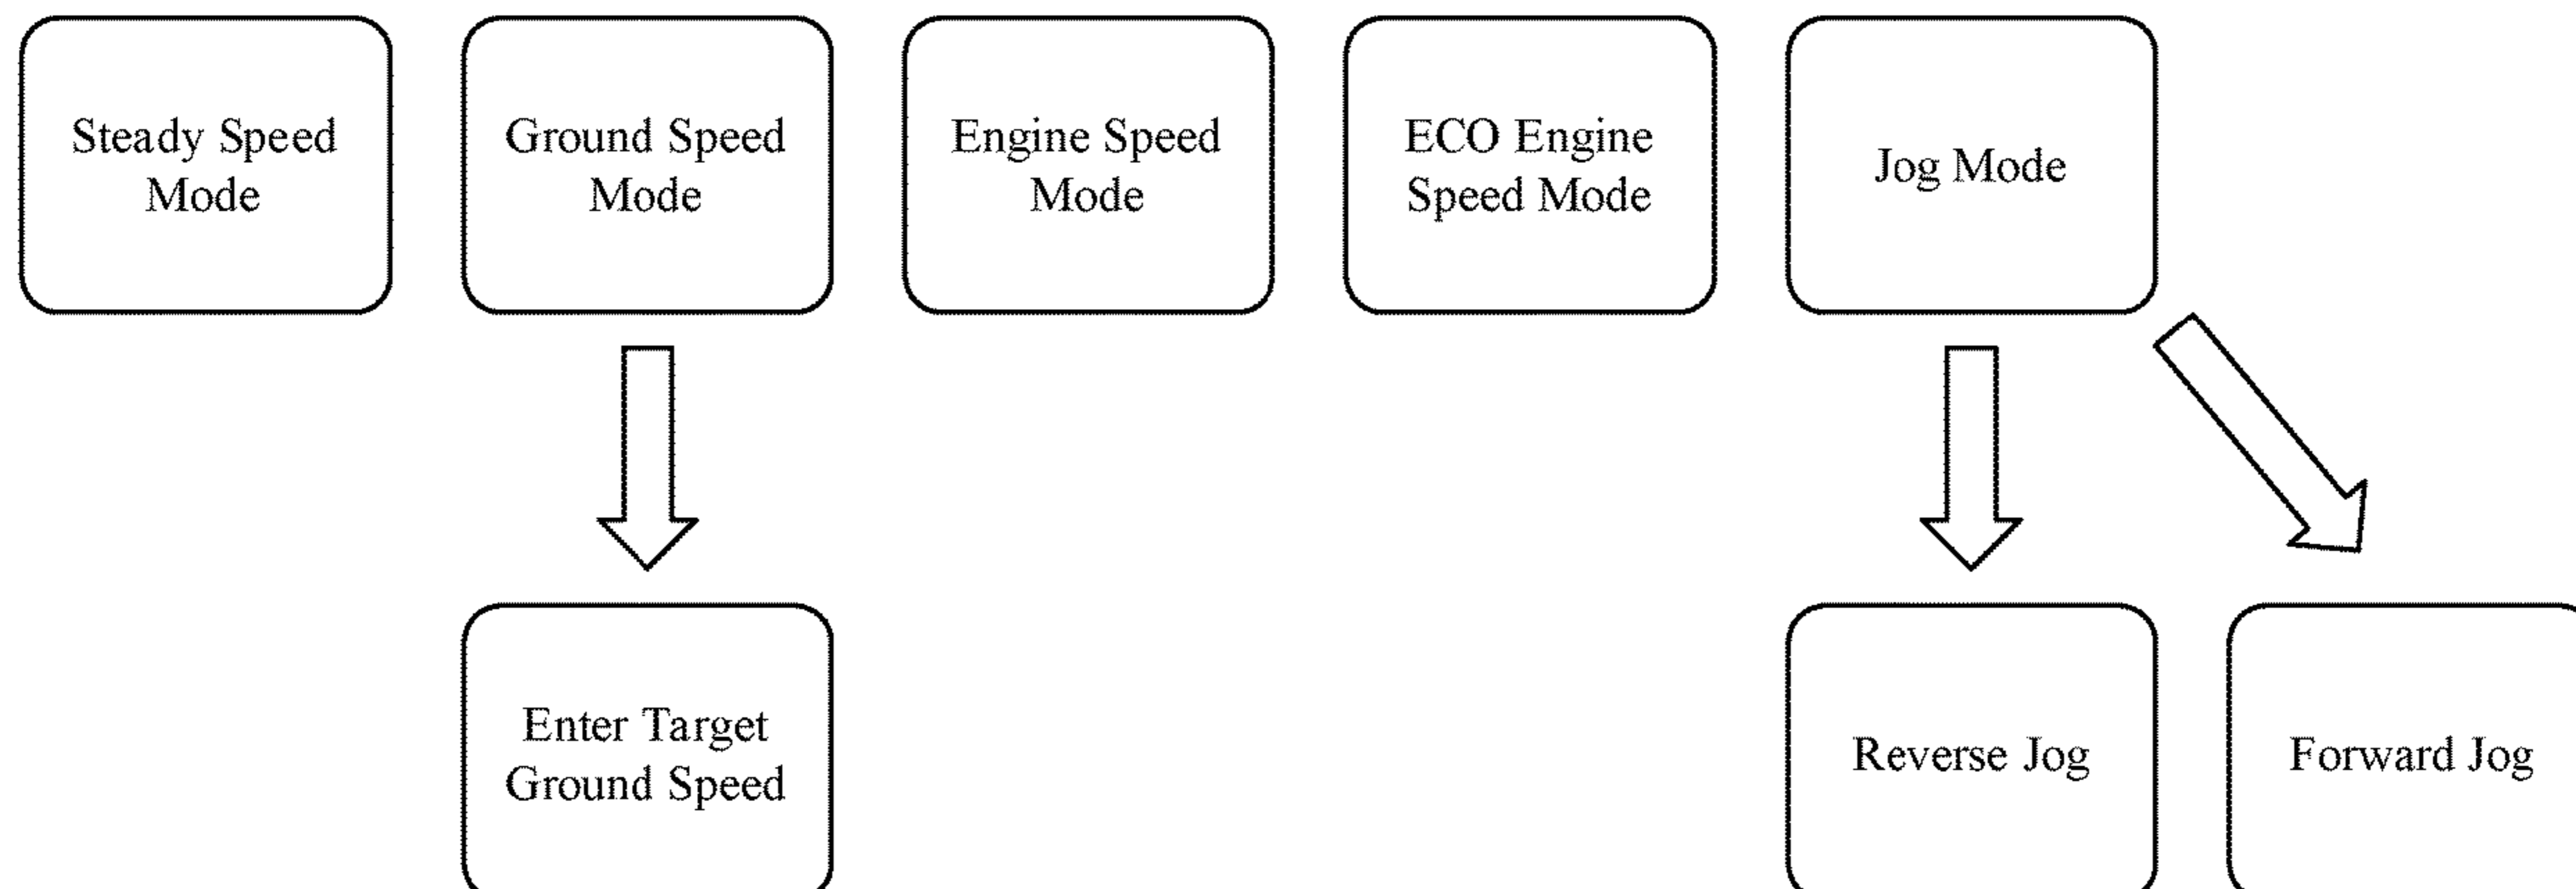 Steady Speed
Mode
Ground Speed
Mode
Engine Speed
Mode
ECO Engine
Speed Mode
Jog Mode
Enter Target
Ground Speed
Reverse Jog
Forward Jog